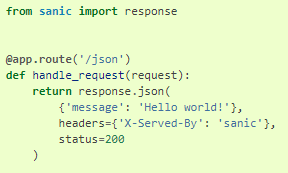 from sanic import response
@app.route('/json')
def handle_request(request):
    return response.json(
        {'message': 'Hello world!'},
        headers={'X-Served-By': 'sanic'},
        status=200
    )